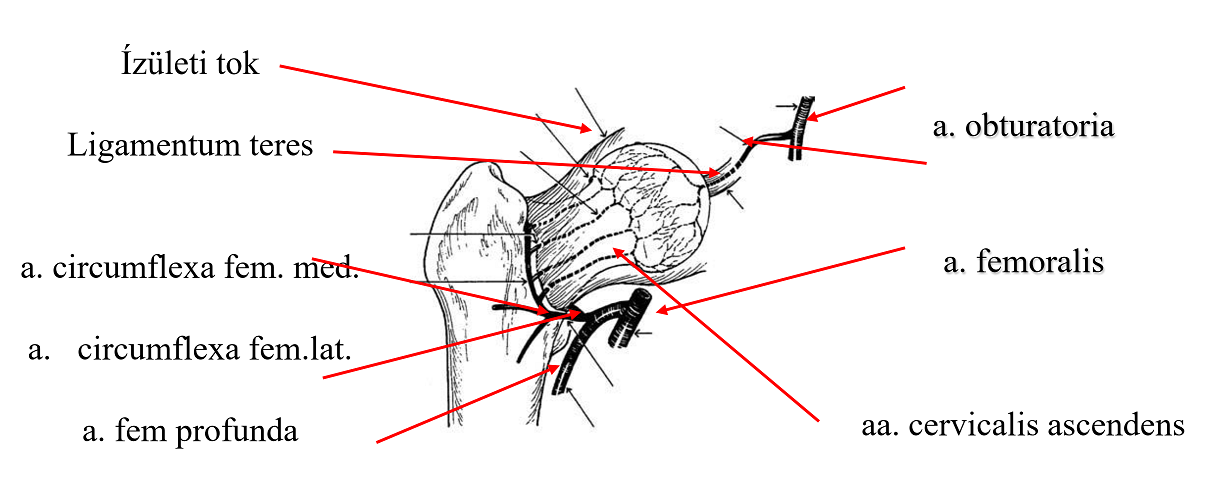 Ízületi tok
Ligamentum teres
a. obturatoria
a. circumflexa fem. med.
a. femoralis
a. circumflexa fem.lat.
a. fem profunda
aa. cervicalis ascendens